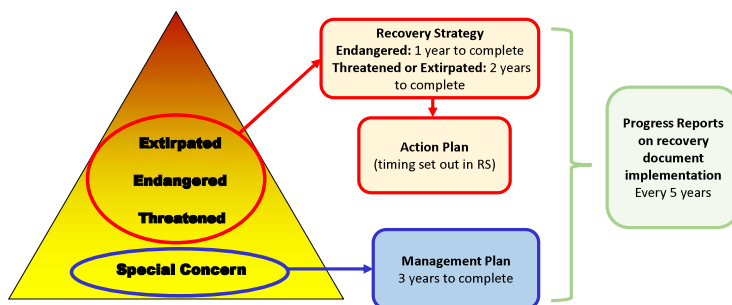 Extirpated
Endangered
Threatened
Special Concern
Recovery Strategy
Endangered: 1 year to complete
Threatened or Extirpated: 2 years
to complete
Action Plan
(timing set out in RS)
Management Plan
3 years to complete
Progress Reports
on recovery
document
implementation
Every 5 years